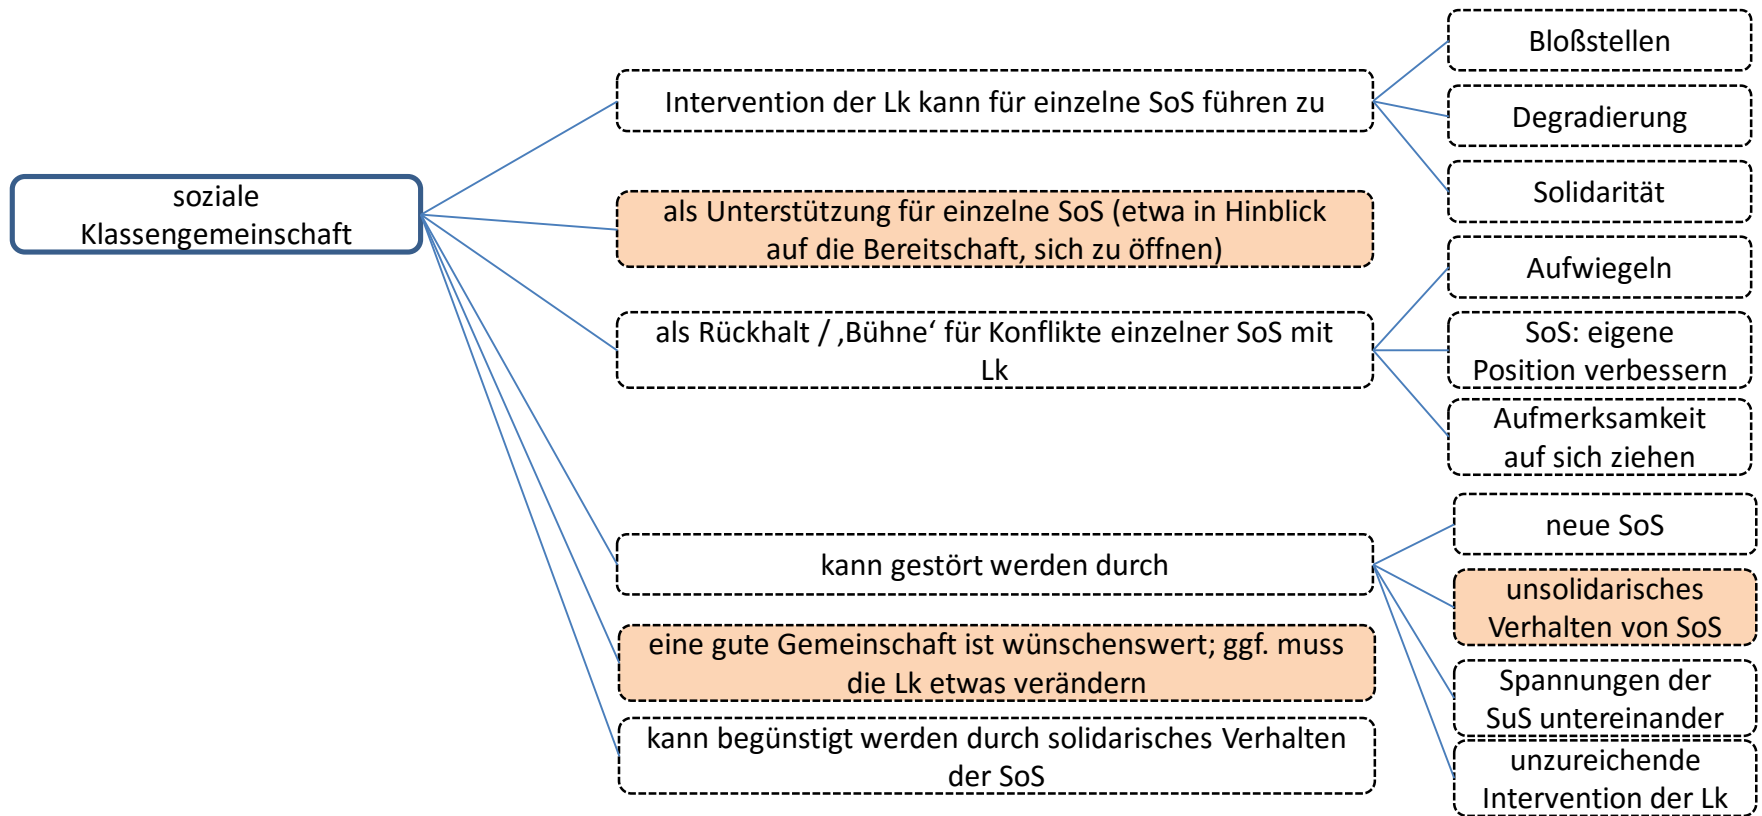 soziale
Klassengemeinschaft
Intervention der Lk kann für einzelne SoS führen zu
Bloßstellen
Degradierung
Solidarität
als Unterstützung für einzelne SoS (etwa in Hinblick
auf die Bereitschaft, sich zu öffnen)
als Rückhalt / ‚Bühne‘ für Konflikte einzelner SoS mit
Lk
Aufwiegeln
SoS: eigene
Position verbessern
Aufmerksamkeit
auf sich ziehen
kann gestört werden durch
neue SoS
unsolidarisches
Verhalten von SoS
Spannungen der
SuS untereinander
unzureichende
Intervention der Lk
eine gute Gemeinschaft ist wünschenswert; ggf. muss
die Lk etwas verändern
kann begünstigt werden durch solidarisches Verhalten
der SoS